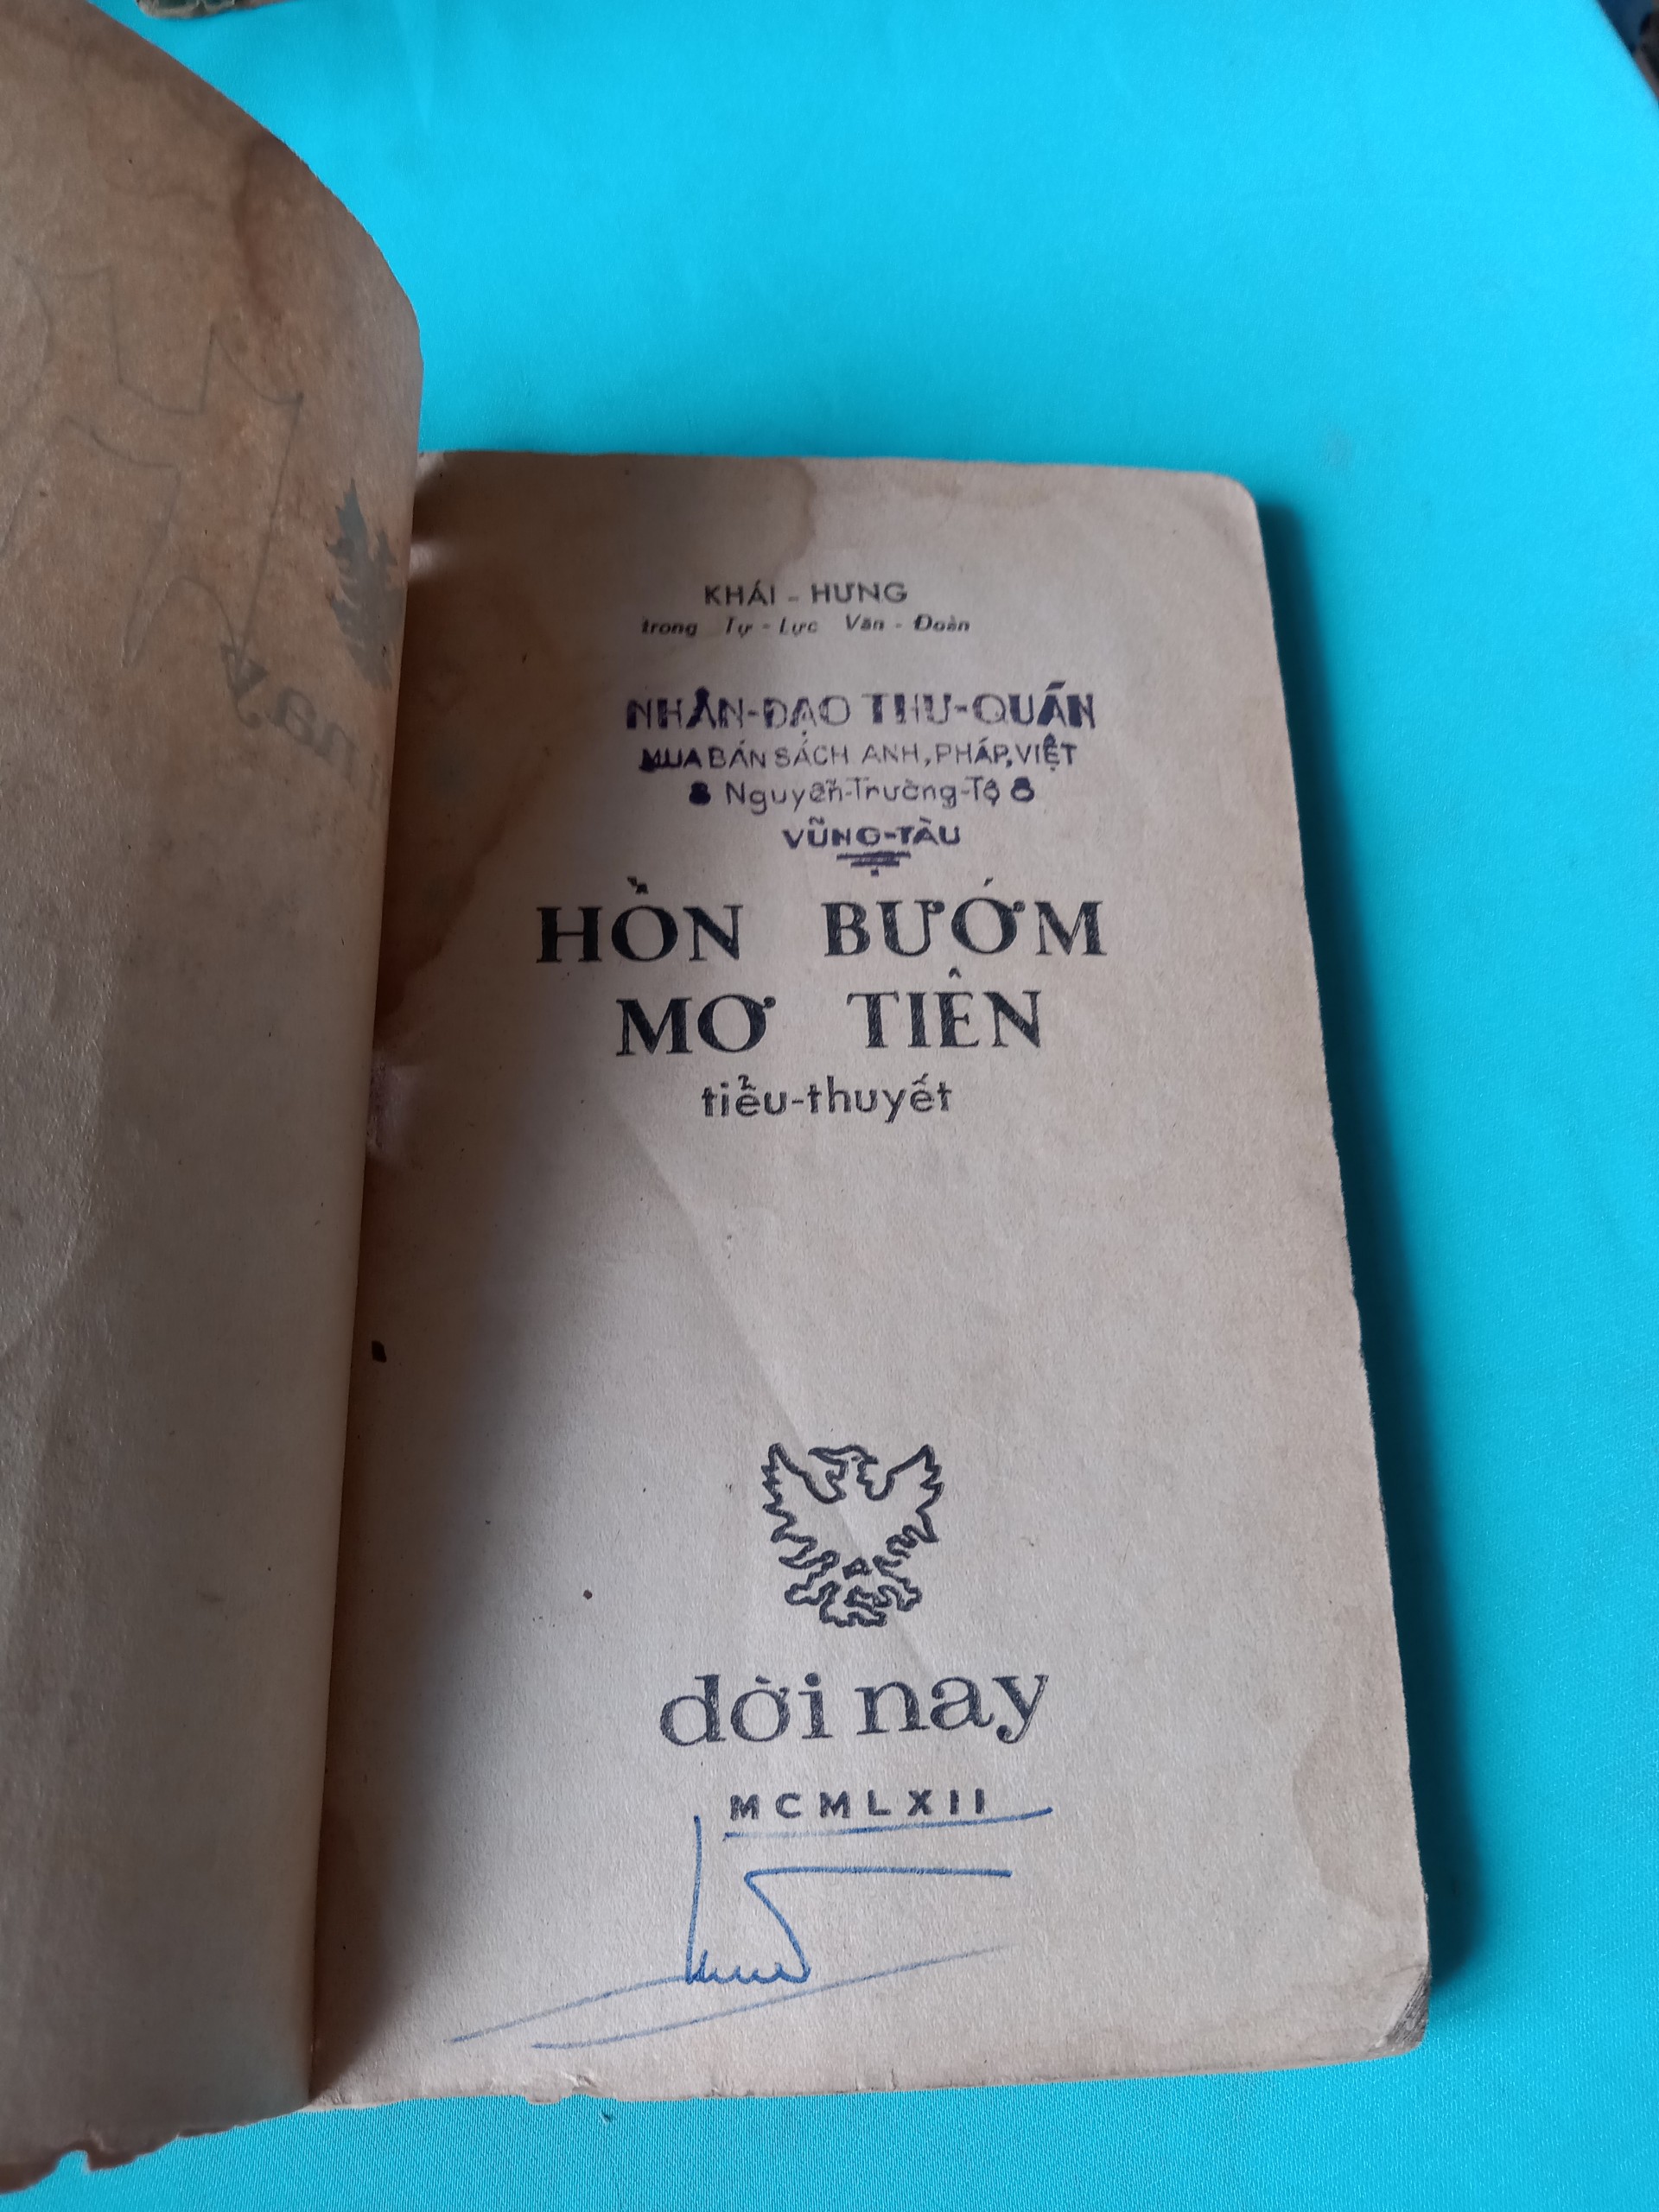 KHÁI - HƯNG
trong Tự - Lực Văn - Đoàn
NHÂN-ĐẠO THƯ-QUÁN
MUA BÁN SÁCH ANH, PHÁP, VIỆT
8 Nguyễn-Trường-Tộ 8
VŨNG-TÀU
HỒN BƯỚM
MƠ TIÊN
tiểu-thuyết
đời nay
MCMLXII
nay